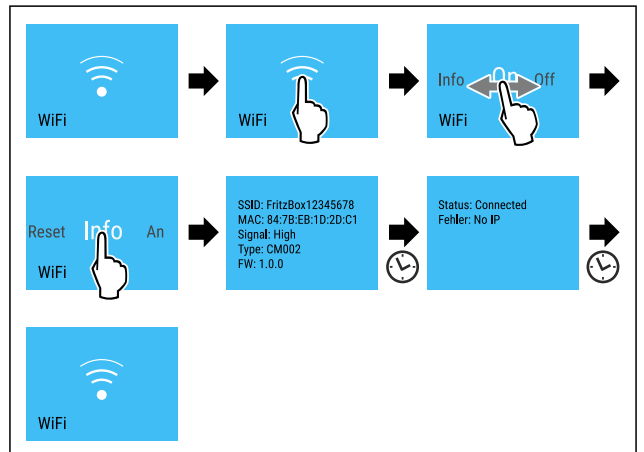 WiFi
WiFi
Info On Off
WiFi
Reset Info An
WiFi
SSID: FritzBox12345678
MAC: 84:7B:EB:1D:2D:C1
Signal: High
Type: CM002
FW: 1.0.0
Status: Connected
Fehler: No IP
WiFi